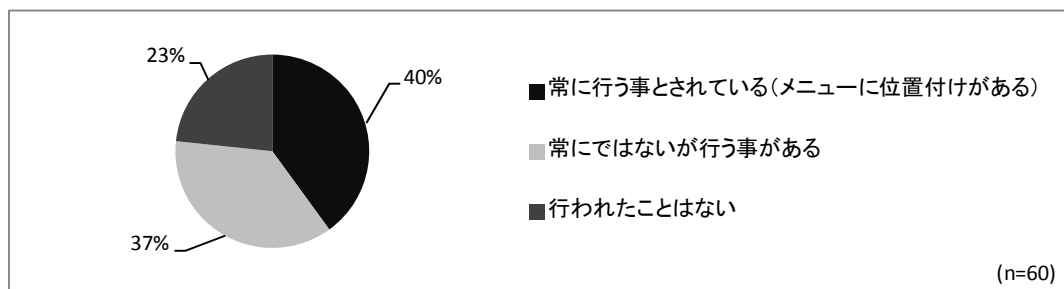 23%
40%
37%
■常に行う事とされている(メニューに位置付けがある)
■常にではないが行う事がある
■行われたことはない
(n=60)